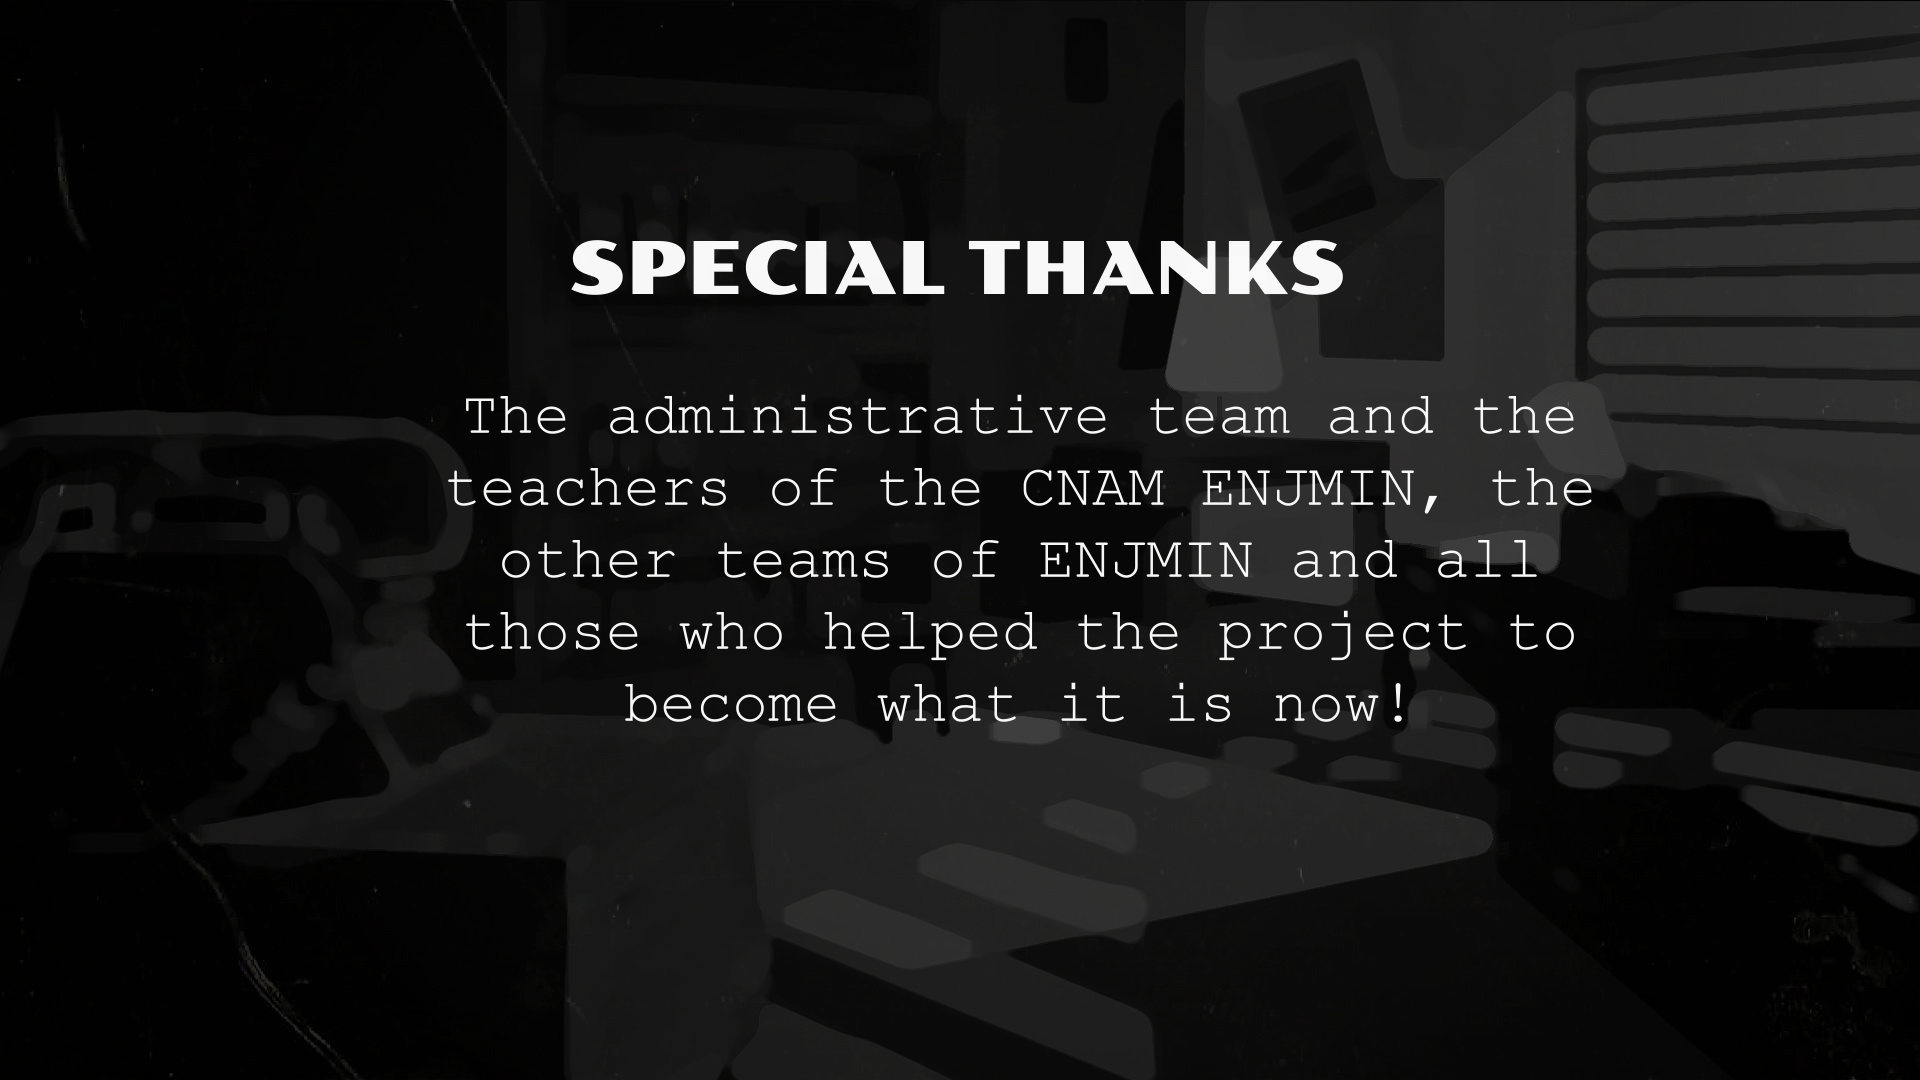 SPECIAL THANKS
The administrative team and the
teachers of the CNAM ENJMIN, the
other teams of ENJMIN and all
those who helped the project to
become what it is now!